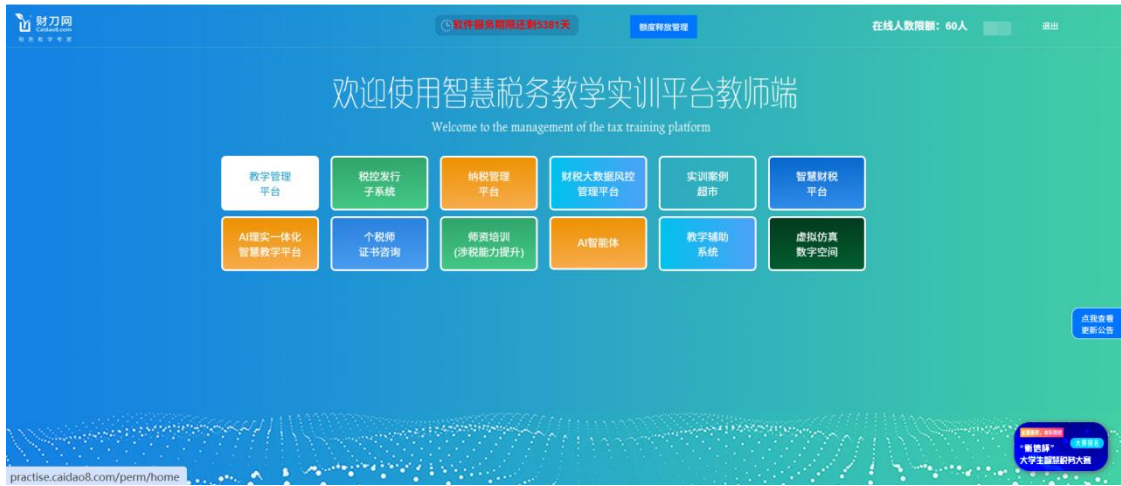 财刀网
Caidao8.com
税务教学专家
软件服务期限还剩5381天
额度释放管理
在线人数限额：60人
退出
欢迎使用智慧税务教学实训平台教师端
Welcome to the management of the tax training platform
教学管理
平台
税控发行
子系统
纳税管理
平台
财税大数据风控
管理平台
实训案例
超市
智慧财税
平台
AI理实一体化
智慧教学平台
个税师
证书咨询
师资培训
(涉税能力提升)
AI智能体
教学辅助
系统
虚拟仿真
数字空间
点我查看
更新公告
"衡信杯"
大赛报名
大学生智慧税务大赛
practise.caidao8.com/perm/home